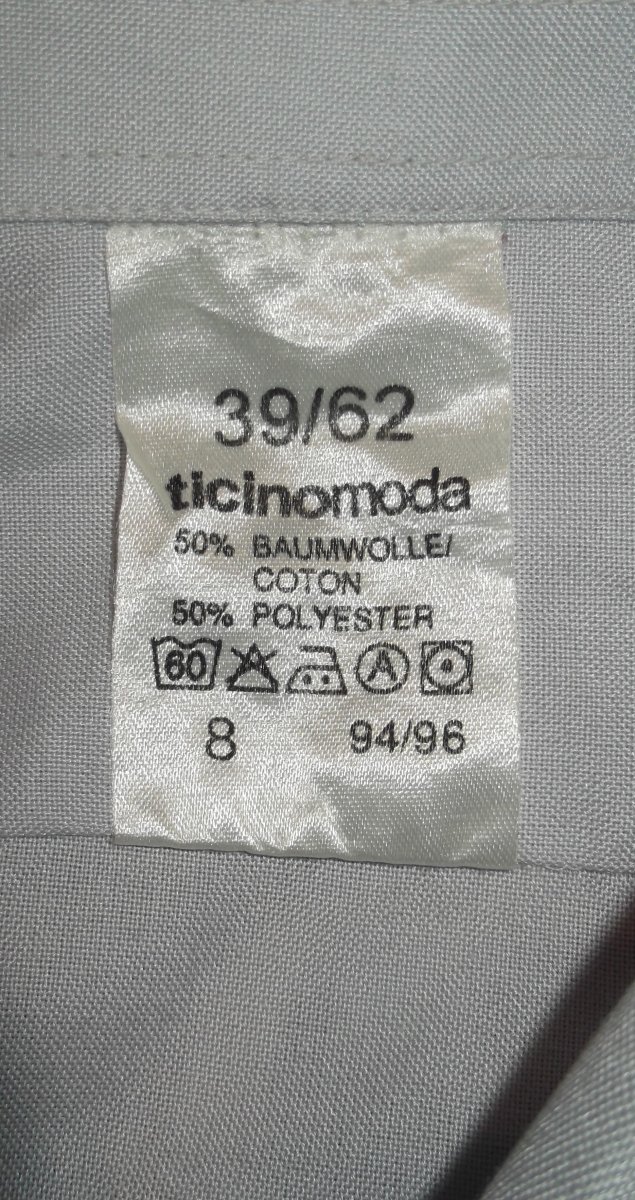 39/62
ticinomoda
50% BAUMWOLLE/
COTON
50% POLYESTER
60 A
8 94/96